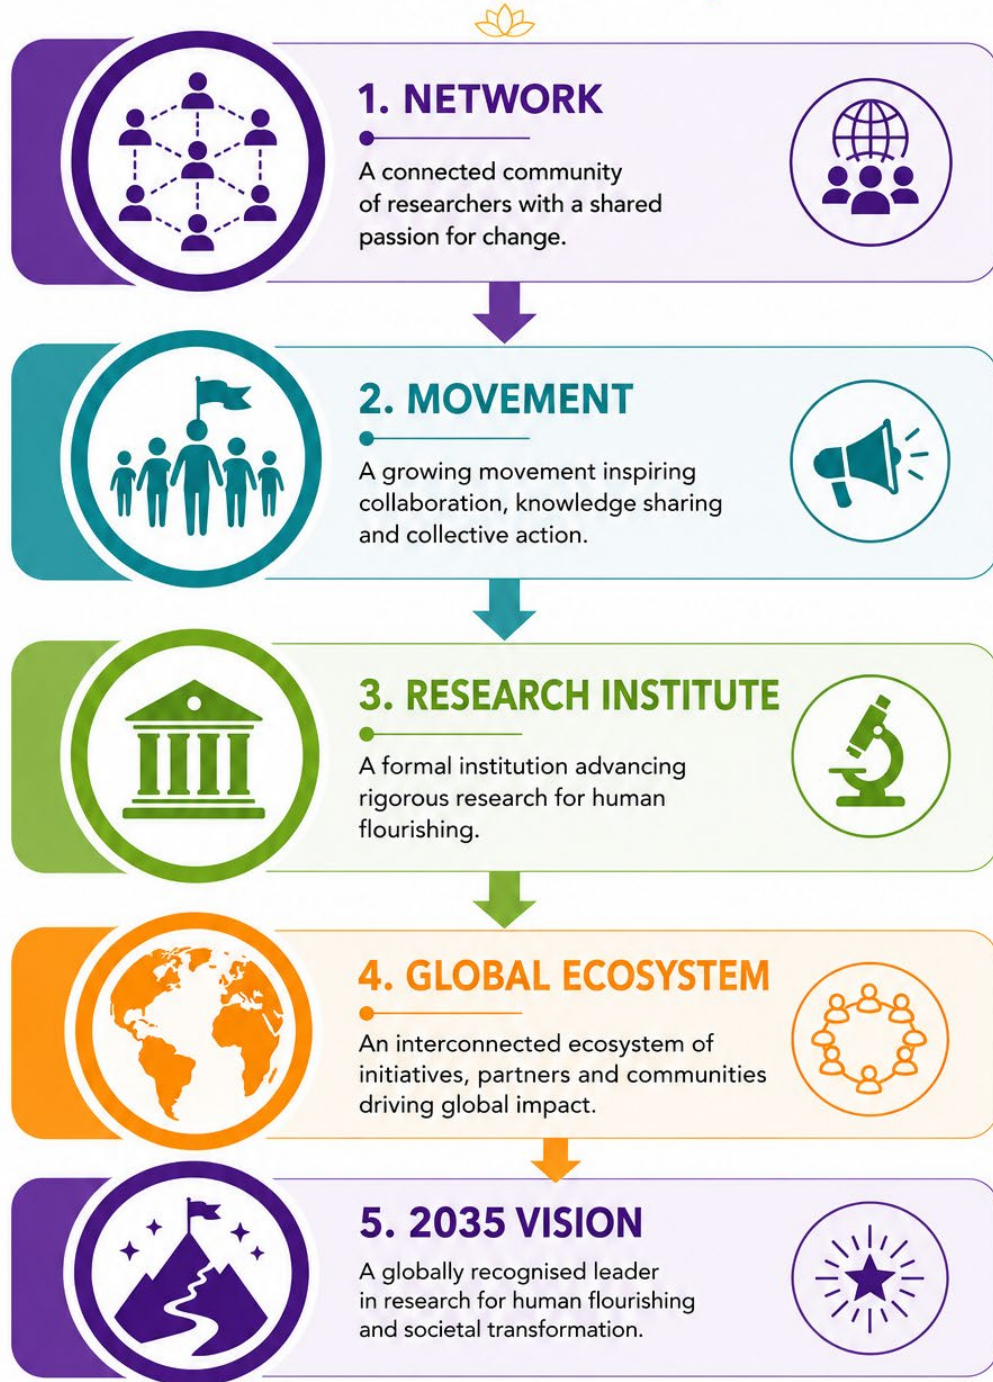 1. NETWORK
A connected community
of researchers with a shared
passion for change.
2. MOVEMENT
A growing movement inspiring
collaboration, knowledge sharing
and collective action.
3. RESEARCH INSTITUTE
A formal institution advancing
rigorous research for human
flourishing.
4. GLOBAL ECOSYSTEM
An interconnected ecosystem of
initiatives, partners and communities
driving global impact.
5. 2035 VISION
A globally recognised leader
in research for human flourishing
and societal transformation.